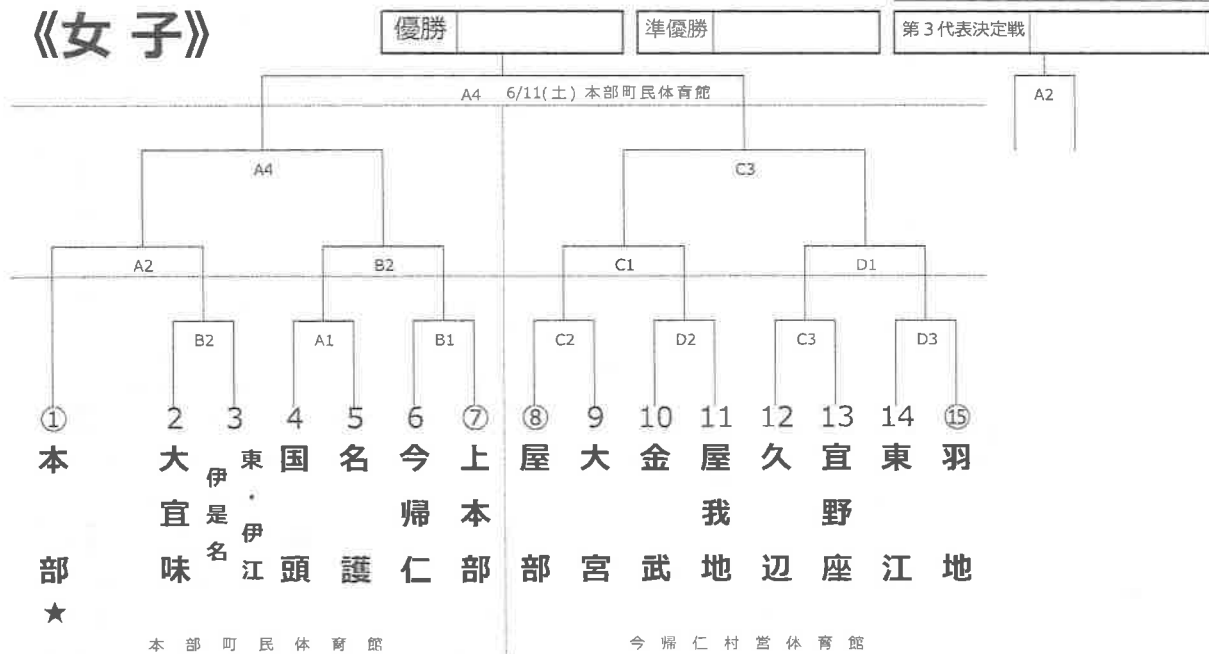 《女子》
優勝
準優勝
第3代表決定戦
A4 6/11(土) 本部町民体育館
A2
A4
C3
A2
B2
C1
D1
B2
A1
B1
C2
D2
C3
D3
① 2 3 4 5 6 ⑦ ⑧ 9 10 11 12 13 14 ⑮
本部★
大宜味
東・伊江
伊是名
国頭
名護
今帰仁
上本部
屋部
大宮
金武
屋我地
久辺
宜野座
東江
羽地
本部町民体育館
今帰仁村営体育館